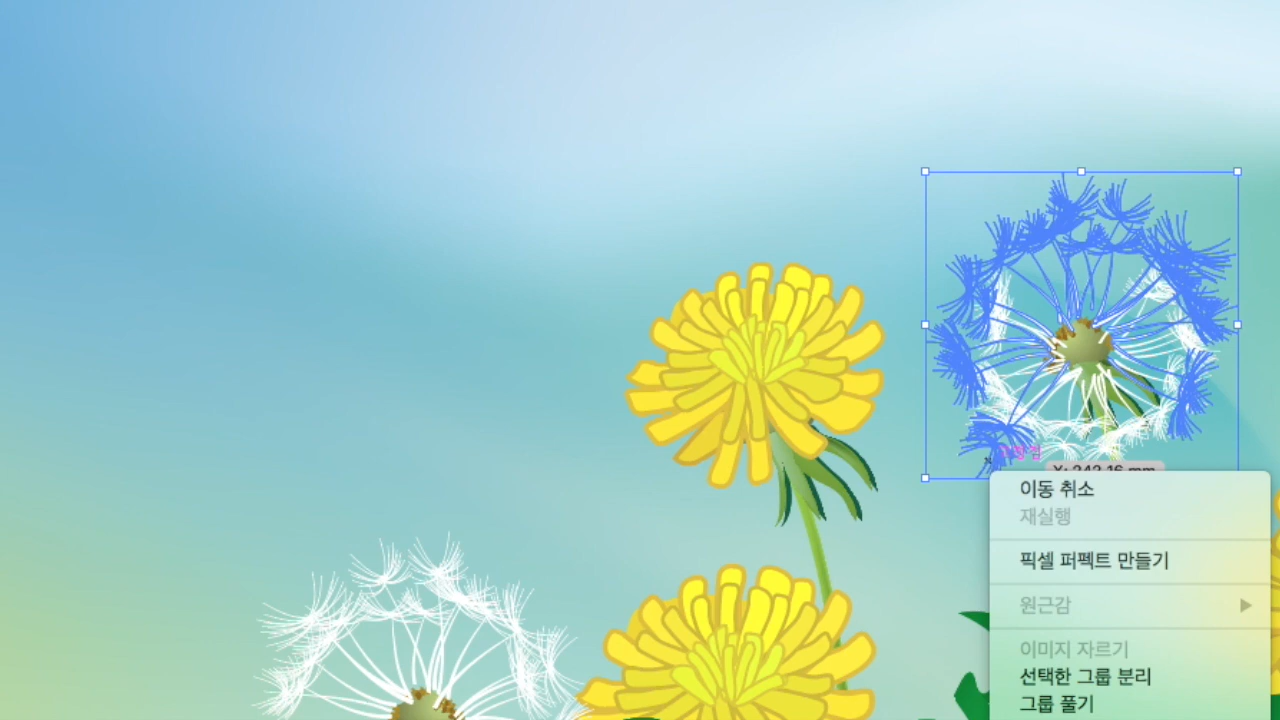 이동 취소
재실행
픽셀 퍼펙트 만들기
원근감
이미지 자르기
선택한 그룹 분리
그룹 풀기